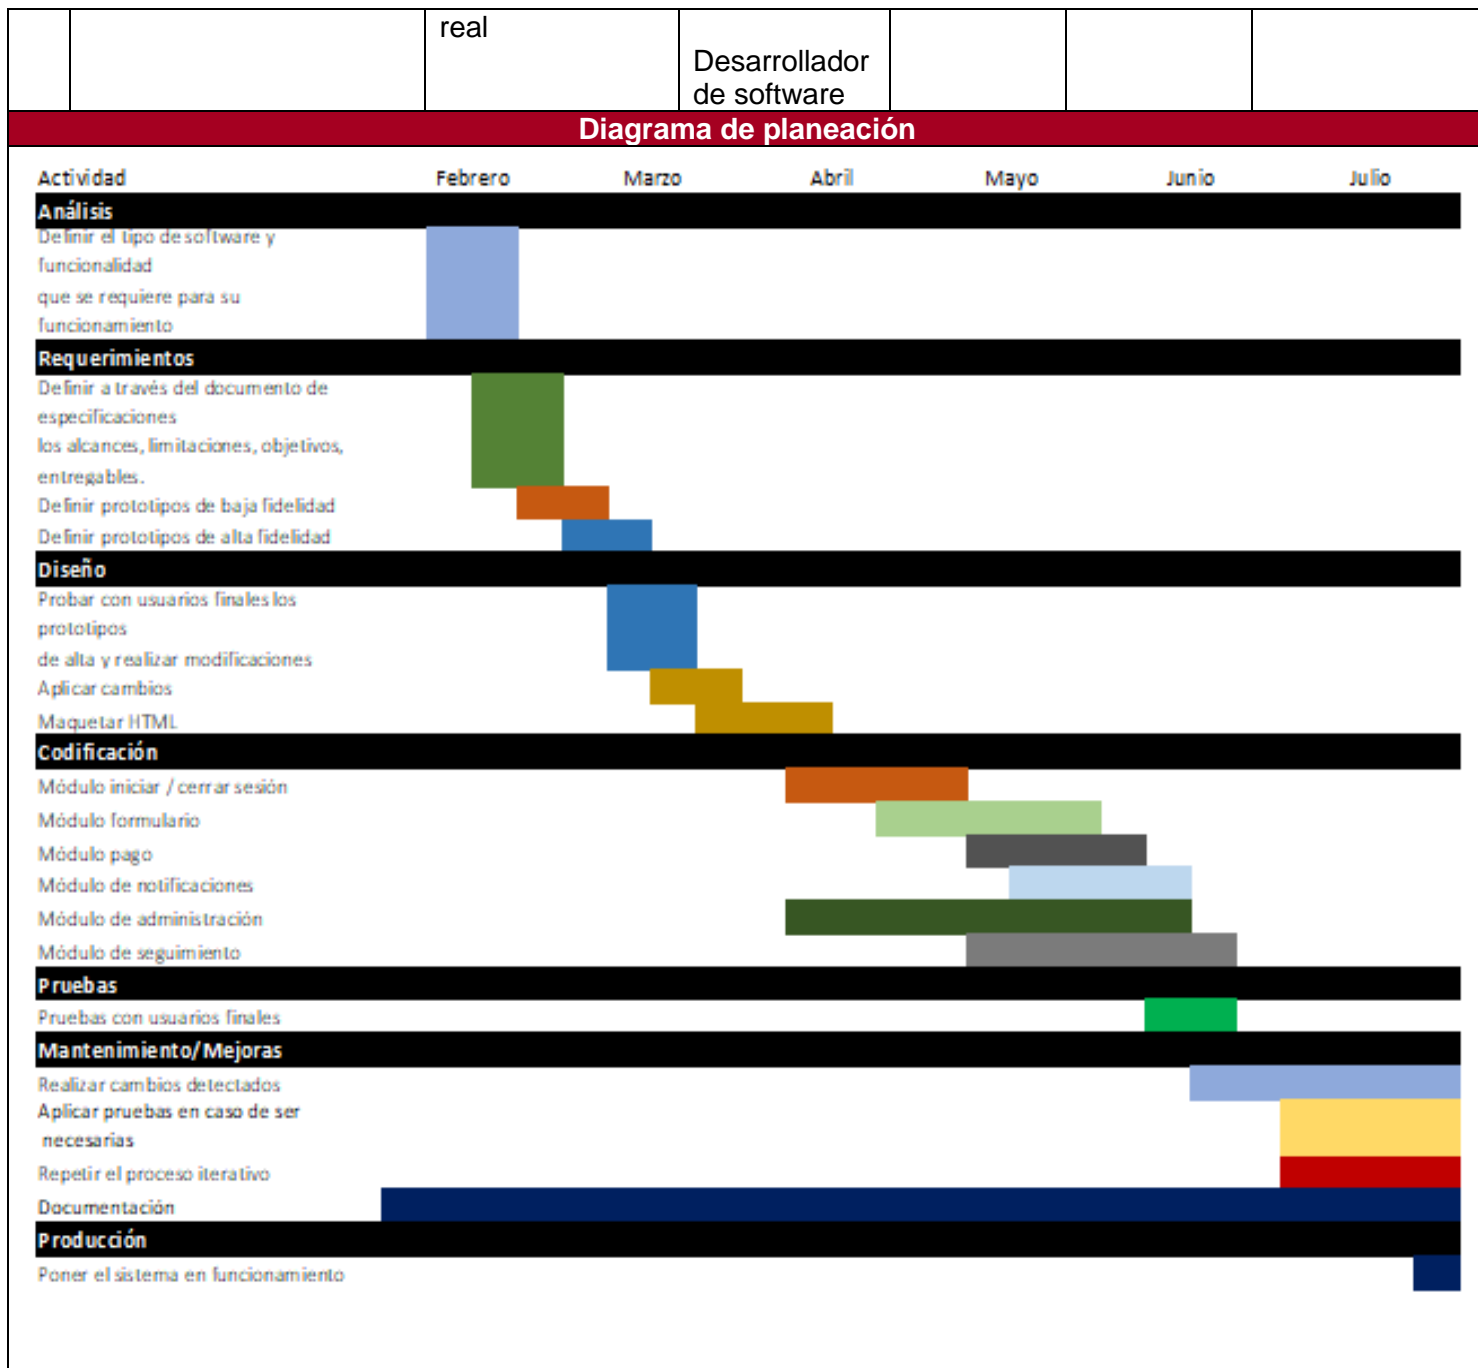 real
Desarrollador
de software
Diagrama de planeación
Actividad Febrero Marzo Abril Mayo Junio Julio
Análisis
Definir el tipo de software y
funcionalidad
que se requiere para su
funcionamiento
Requerimientos
Definir a través del documento de
especificaciones
los alcances, limitaciones, objetivos,
entregables.
Definir prototipos de baja fidelidad
Definir prototipos de alta fidelidad
Diseño
Probar con usuarios finales los
prototipos
de alta y realizar modificaciones
Aplicar cambios
Maquetar HTML
Codificación
Módulo iniciar / cerrar sesión
Módulo formulario
Módulo pago
Módulo de notificaciones
Módulo de administración
Módulo de seguimiento
Pruebas
Pruebas con usuarios finales
Mantenimiento/Mejoras
Realizar cambios detectados
Aplicar pruebas en caso de ser
necesarias
Repetir el proceso iterativo
Documentación
Producción
Poner el sistema en funcionamiento